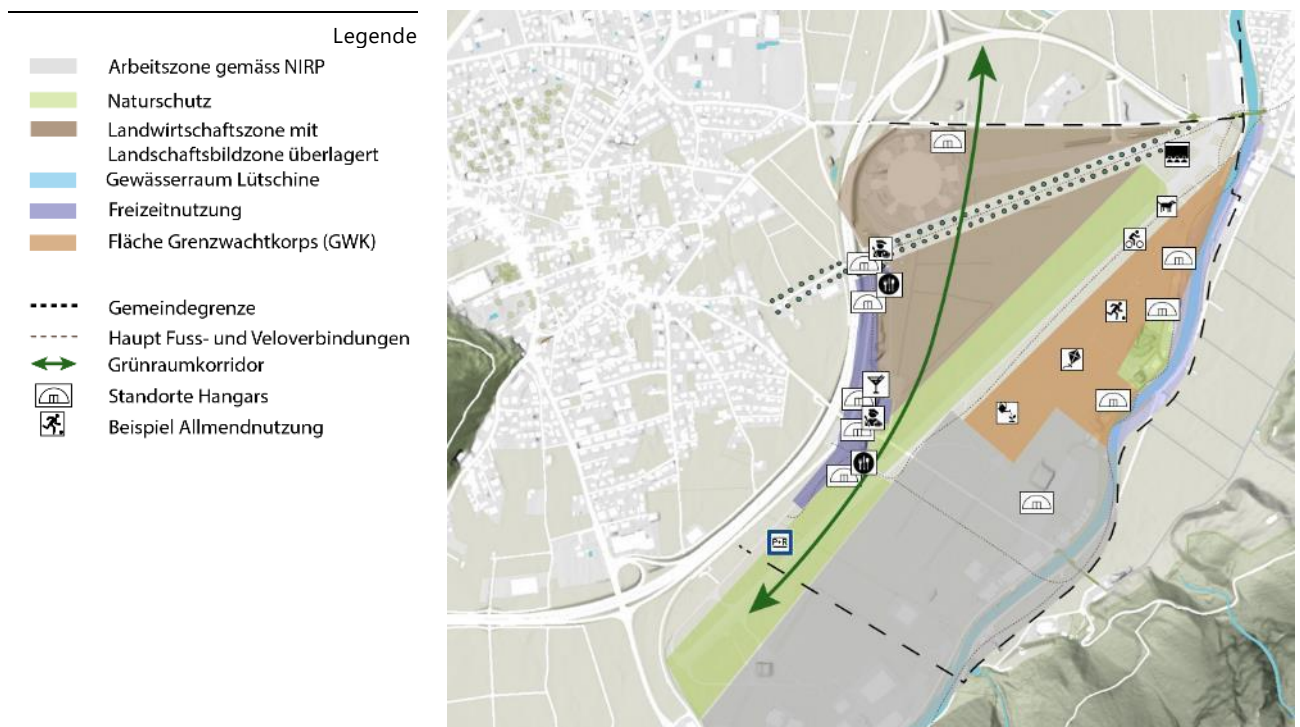 Legende
Arbeitszone gemäss NIRP
Naturschutz
Landwirtschaftszone mit
Landschaftsbildzone überlagert
Gewässerraum Lütschine
Freizeitnutzung
Fläche Grenzwachtkorps (GWK)
Gemeindegrenze
Haupt Fuss- und Veloverbindungen
Grünraumkorridor
Standorte Hangars
Beispiel Allmendnutzung
P+R